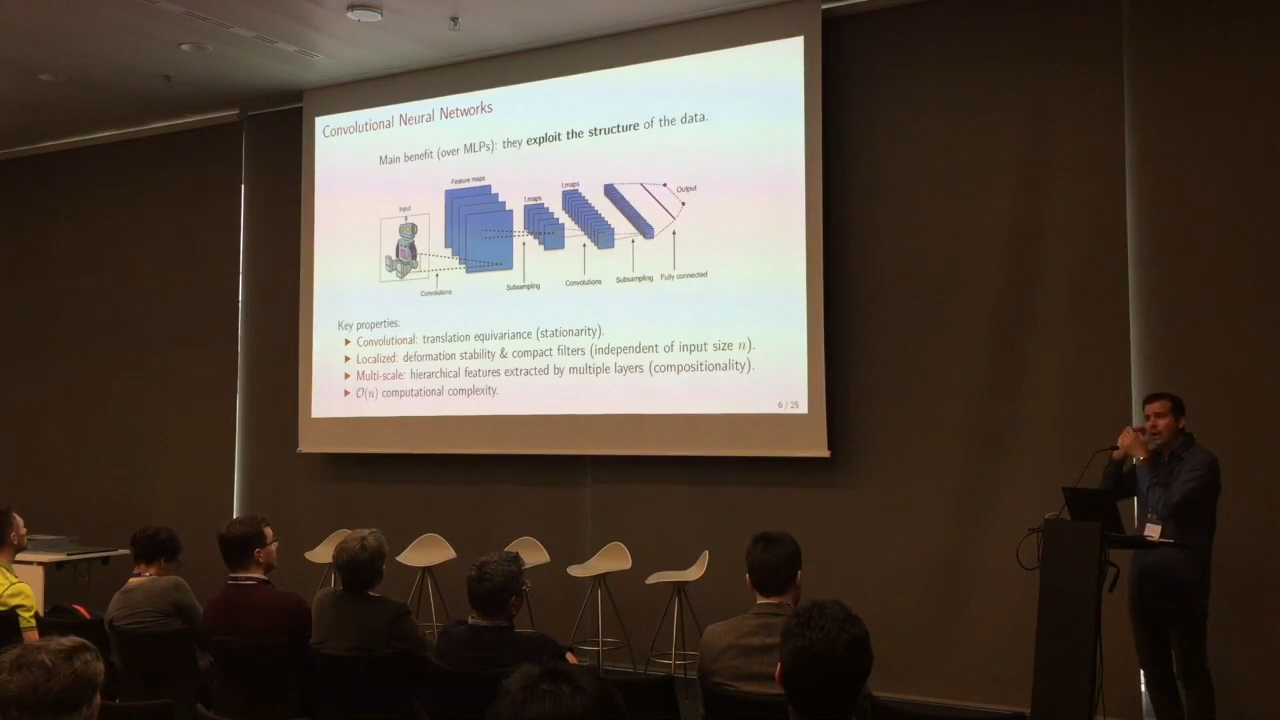 Convolutional Neural Networks
Main benefit (over MLPs): they exploit the structure of the data.
Feature maps
Input
f.maps
f.maps
Output
Convolutions
Subsampling
Convolutions
Subsampling
Fully connected
Key properties:
▶ Convolutional: translation equivariance (stationarity).
▶ Localized: deformation stability & compact filters (independent of input size n).
▶ Multi-scale: hierarchical features extracted by multiple layers (compositionality).
▶ O(n) computational complexity.
6 / 25